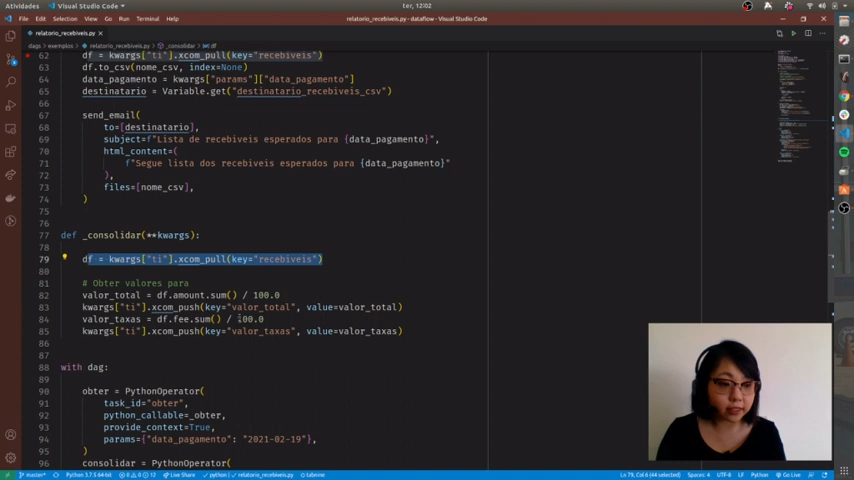 Atividades
Visual Studio Code
ter, 12:02
relatorio_recebiveis.py - dataflow - Visual Studio Code
File Edit Selection View Go Run Terminal Help
relatorio_recebiveis.py
dags > exemplos > relatorio_recebiveis.py > _consolidar > df
62 df = kwargs["ti"].xcom_pull(key="recebiveis")
63 df.to_csv(nome_csv, index=None)
64 data_pagamento = kwargs["params"]["data_pagamento"]
65 destinatario = Variable.get("destinatario_recebiveis_csv")
66
67 send_email(
68 to=[destinatario],
69 subject=f"Lista de recebiveis esperados para {data_pagamento}",
70 html_content=(
71 f"Segue lista dos recebiveis esperados para {data_pagamento}"
72 ),
73 files=[nome_csv],
74 )
75
76
77 def _consolidar(**kwargs):
78
79 df = kwargs["ti"].xcom_pull(key="recebiveis")
80
81 # Obter valores para
82 valor_total = df.amount.sum() / 100.0
83 kwargs["ti"].xcom_push(key="valor_total", value=valor_total)
84 valor_taxas = df.fee.sum() / 100.0
85 kwargs["ti"].xcom_push(key="valor_taxas", value=valor_taxas)
86
87
88 with dag:
89
90 obter = PythonOperator(
91 task_id="obter",
92 python_callable=_obter,
93 provide_context=True,
94 params={"data_pagamento": "2021-02-19"},
95 )
96 consolidar = PythonOperator(
master* Python 3.7.5 64-bit 0 12 Live Share python | relatorio_recebiveis.py tabnine Ln 79, Col 6 (44 selected) Spaces: 4 UTF-8 LF Python Go Live